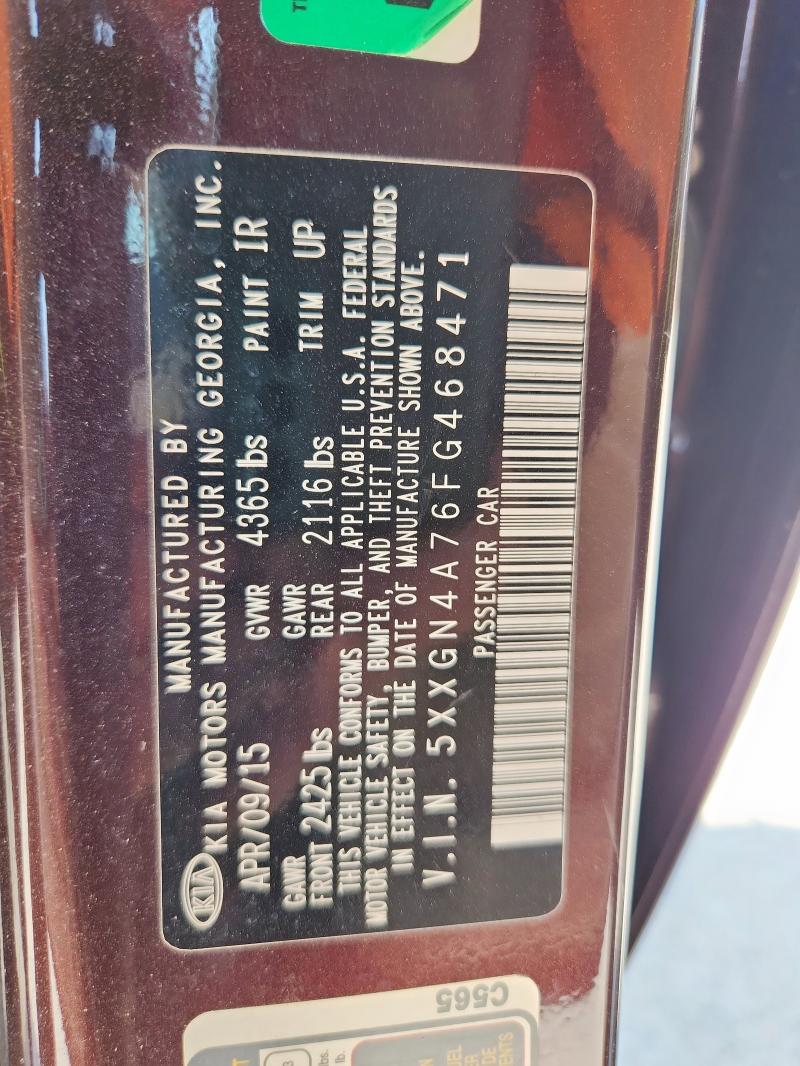 KIA
MANUFACTURED BY
KIA MOTORS MANUFACTURING GEORGIA, INC.
APR/09/15 GVWR 4365 lbs PAINT IR
GAWR FRONT 2425 lbs GAWR REAR 2116 lbs TRIM UP
THIS VEHICLE CONFORMS TO ALL APPLICABLE U.S.A. FEDERAL
MOTOR VEHICLE SAFETY, BUMPER, AND THEFT PREVENTION STANDARDS
IN EFFECT ON THE DATE OF MANUFACTURE SHOWN ABOVE.
V.I.N. 5XXGN4A76FG468471
PASSENGER CAR
C565